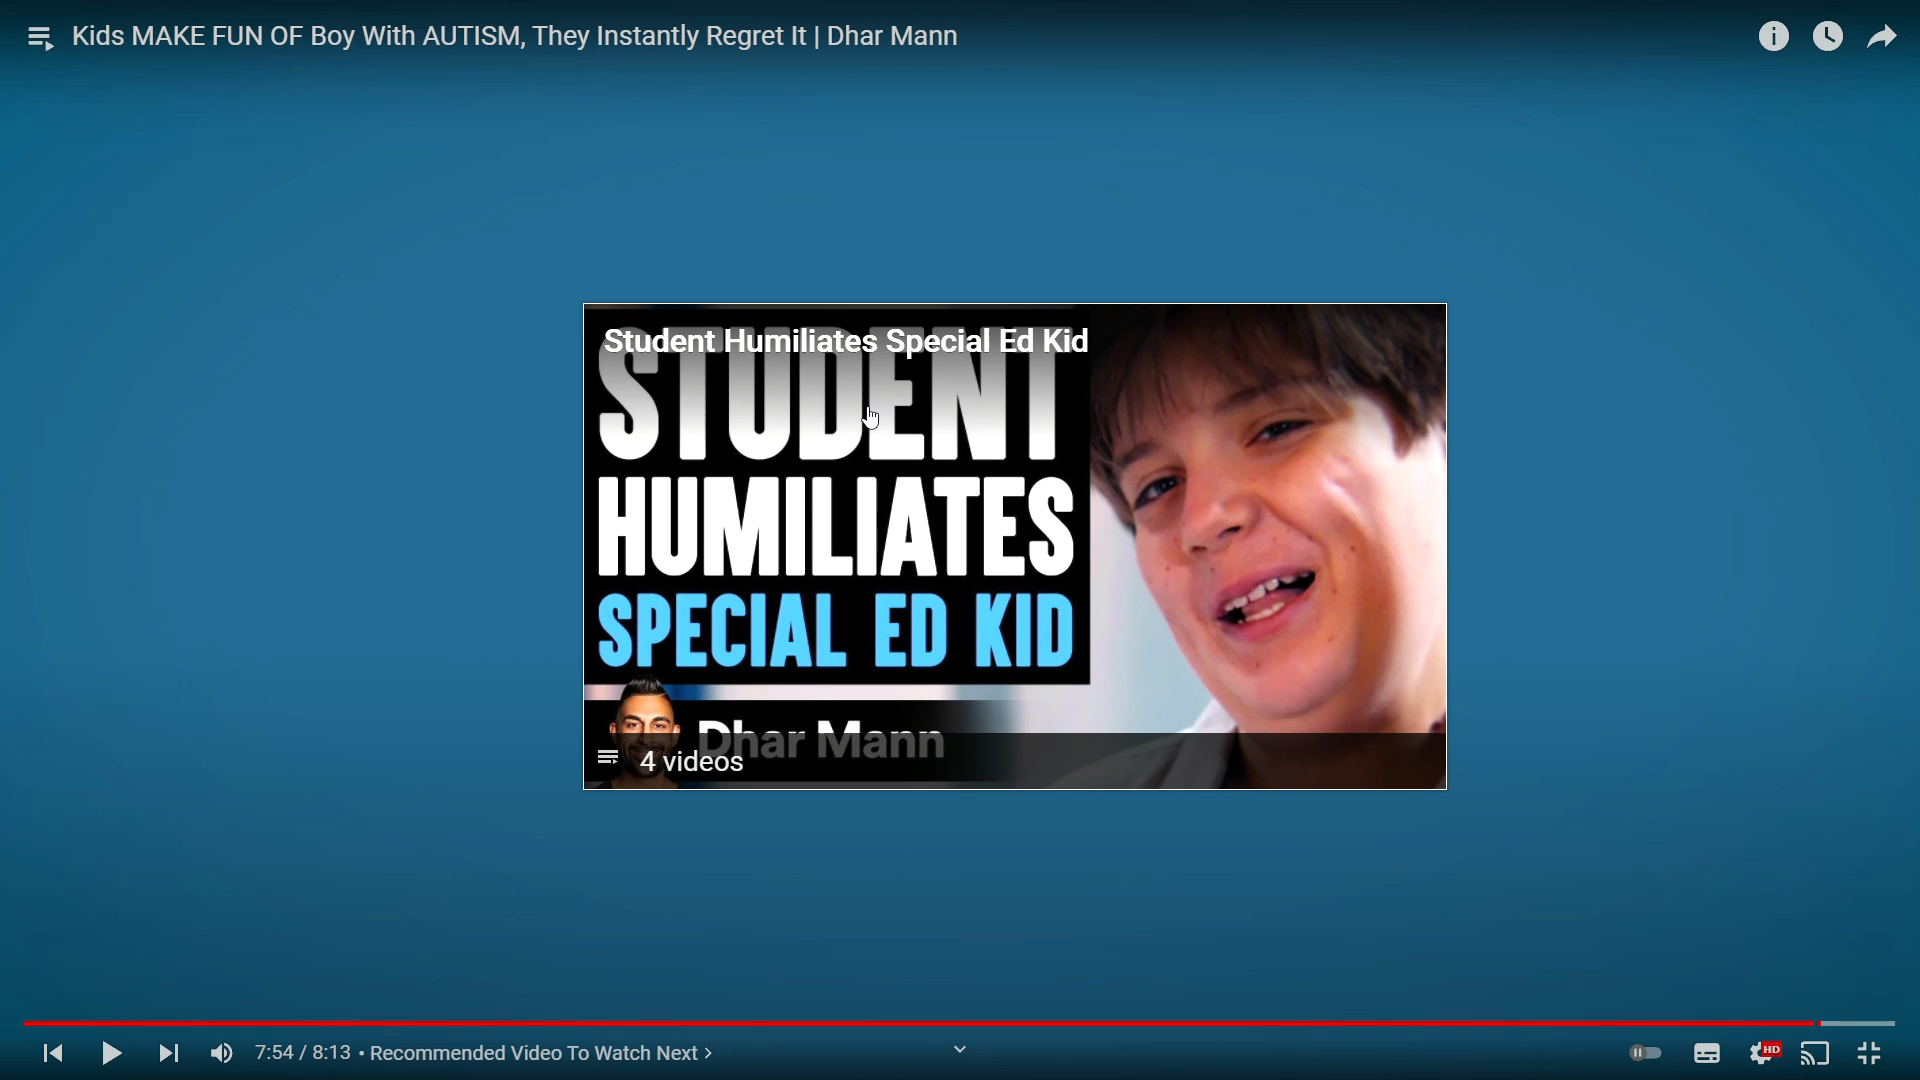 Kids MAKE FUN OF Boy With AUTISM, They Instantly Regret It | Dhar Mann
Student Humiliates Special Ed Kid
STUDENT
HUMILIATES
SPECIAL ED KID
Dhar Mann
4 videos
7:54 / 8:13 • Recommended Video To Watch Next
HD